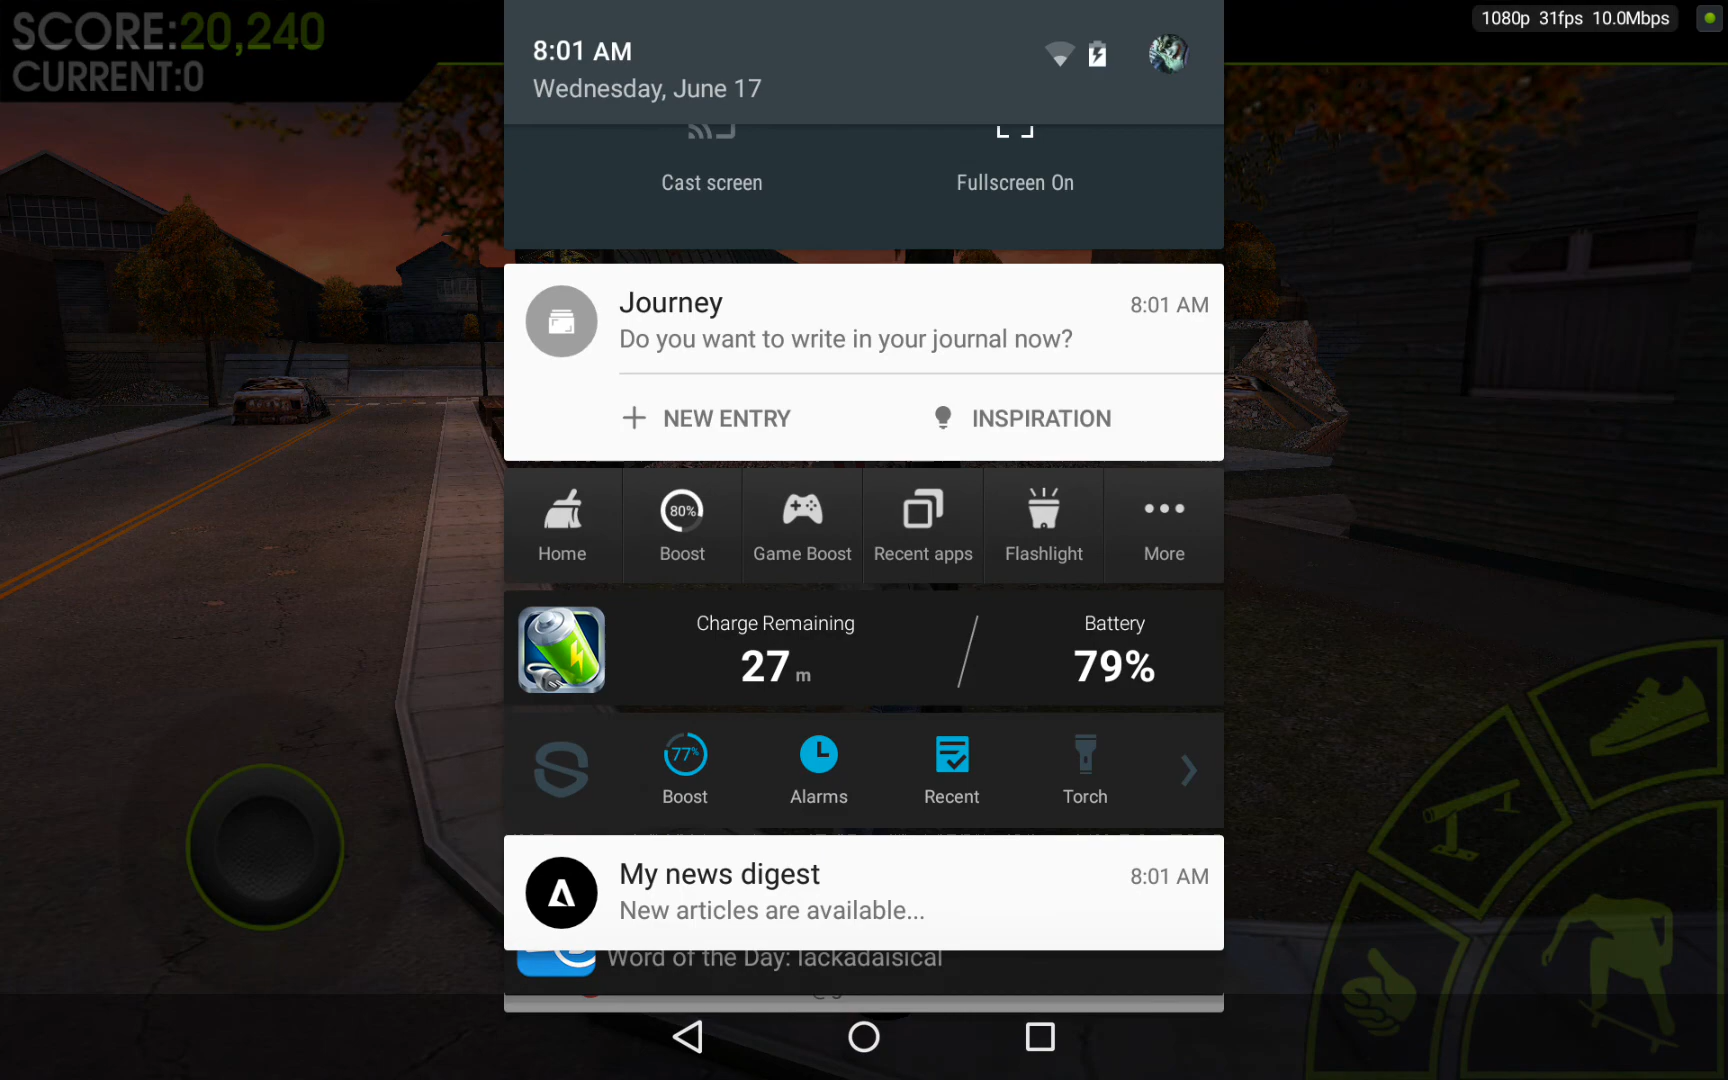 SCORE:20,240
CURRENT:0
1080p 31fps 10.0Mbps
8:01 AM
Wednesday, June 17
Cast screen
Fullscreen On
Journey
8:01 AM
Do you want to write in your journal now?
NEW ENTRY
INSPIRATION
80%
Home
Boost
Game Boost
Recent apps
Flashlight
More
Charge Remaining
27 m
Battery
79%
77%
Boost
Alarms
Recent
Torch
My news digest
8:01 AM
New articles are available...
Word of the Day: lackadaisical